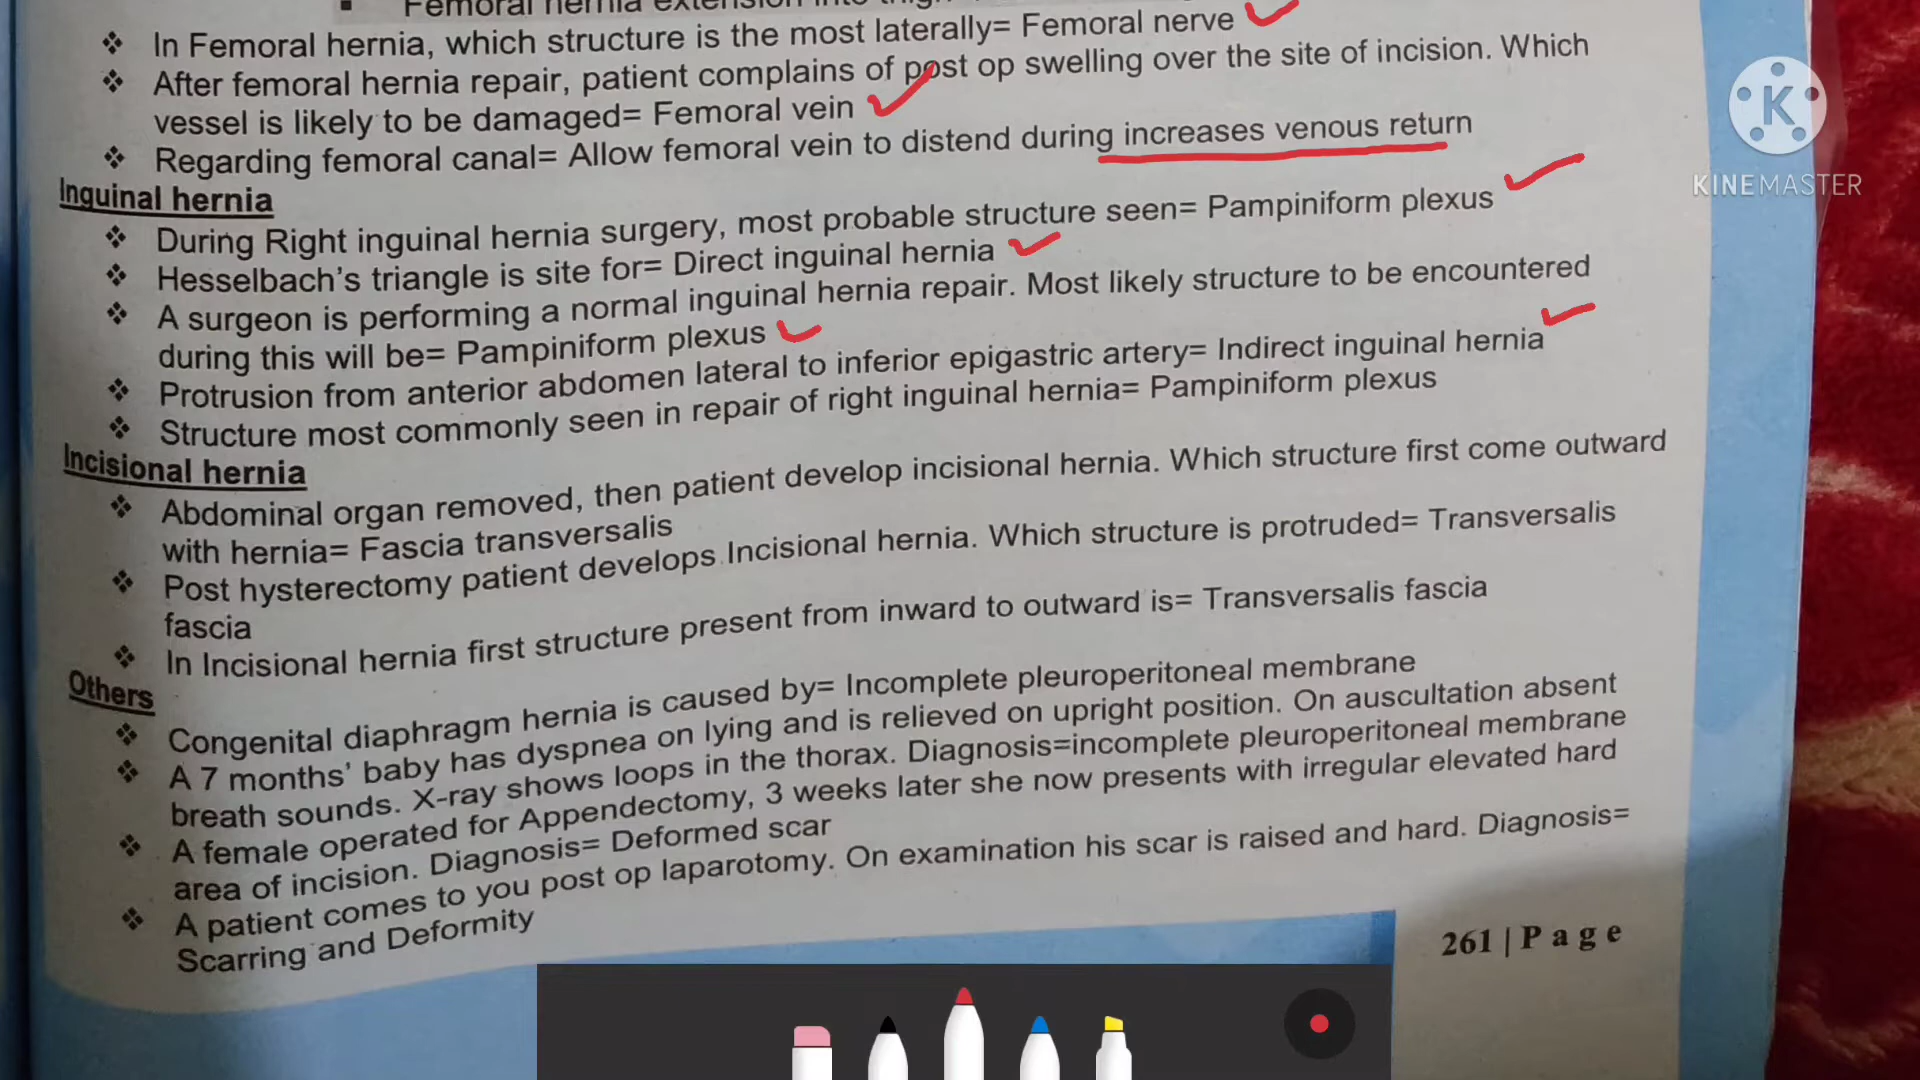 Femoral hernia extension into thigh
In Femoral hernia, which structure is the most laterally= Femoral nerve
After femoral hernia repair, patient complains of post op swelling over the site of incision. Which
vessel is likely to be damaged= Femoral vein
Regarding femoral canal= Allow femoral vein to distend during increases venous return
Inguinal hernia
During Right inguinal hernia surgery, most probable structure seen= Pampiniform plexus
Hesselbach's triangle is site for= Direct inguinal hernia
A surgeon is performing a normal inguinal hernia repair. Most likely structure to be encountered
during this will be= Pampiniform plexus
Protrusion from anterior abdomen lateral to inferior epigastric artery= Indirect inguinal hernia
Structure most commonly seen in repair of right inguinal hernia= Pampiniform plexus
Incisional hernia
Abdominal organ removed, then patient develop incisional hernia. Which structure first come outward
with hernia= Fascia transversalis
Post hysterectomy patient develops Incisional hernia. Which structure is protruded= Transversalis
fascia
In Incisional hernia first structure present from inward to outward is= Transversalis fascia
Others
Congenital diaphragm hernia is caused by= Incomplete pleuroperitoneal membrane
A 7 months' baby has dyspnea on lying and is relieved on upright position. On auscultation absent
breath sounds. X-ray shows loops in the thorax. Diagnosis=incomplete pleuroperitoneal membrane
A female operated for Appendectomy, 3 weeks later she now presents with irregular elevated hard
area of incision. Diagnosis= Deformed scar
A patient comes to you post op laparotomy. On examination his scar is raised and hard. Diagnosis=
Scarring and Deformity
261 | P a g e
K
KINEMASTER